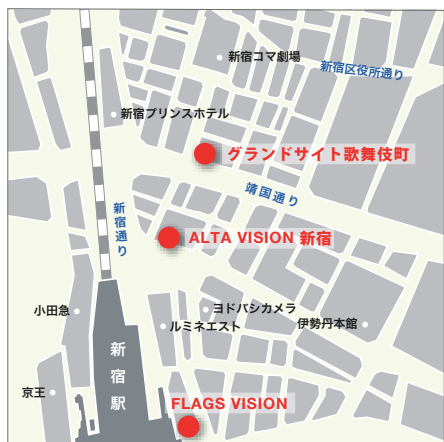 新宿コマ劇場
新宿区役所通り
新宿プリンスホテル
グランドサイト歌舞伎町
靖国通り
新宿通り
ALTA VISION 新宿
小田急
ヨドバシカメラ
ルミネエスト
伊勢丹本館
新宿駅
京王
FLAGS VISION